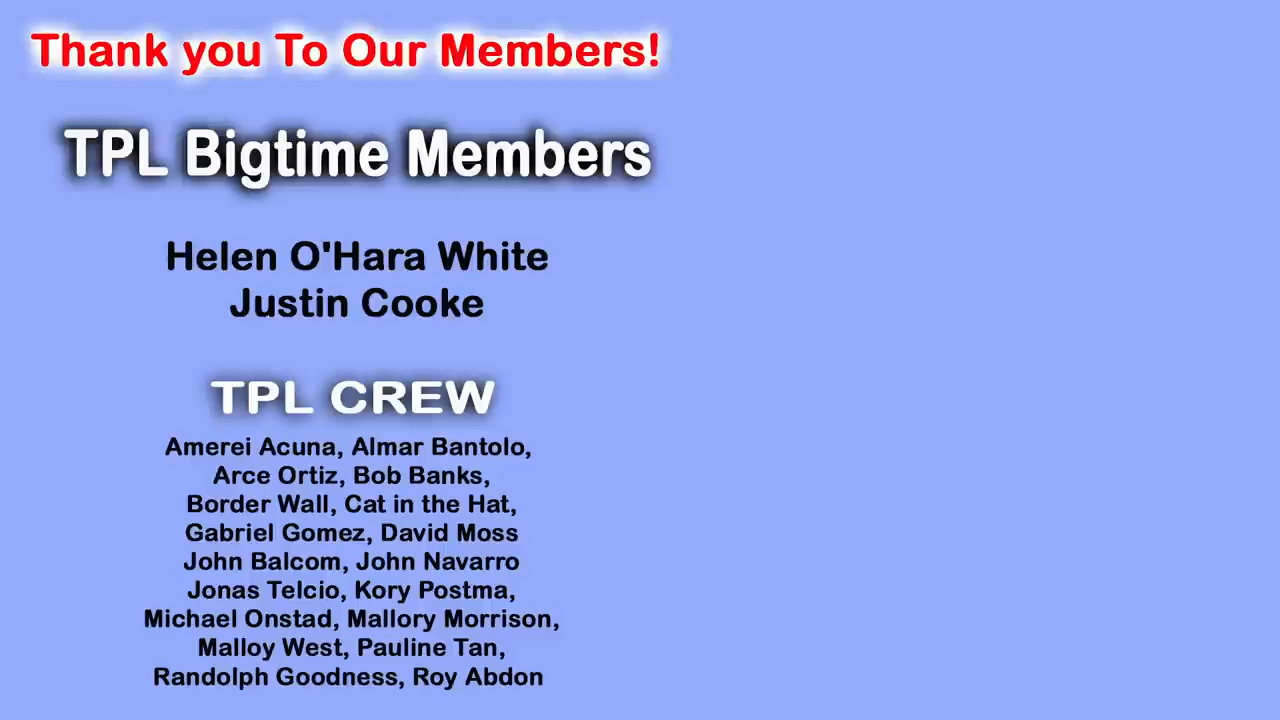 Thank you To Our Members!
TPL Bigtime Members
Helen O'Hara White
Justin Cooke
TPL CREW
Amerei Acuna, Almar Bantolo,
Arce Ortiz, Bob Banks,
Border Wall, Cat in the Hat,
Gabriel Gomez, David Moss
John Balcom, John Navarro
Jonas Telcio, Kory Postma,
Michael Onstad, Mallory Morrison,
Malloy West, Pauline Tan,
Randolph Goodness, Roy Abdon